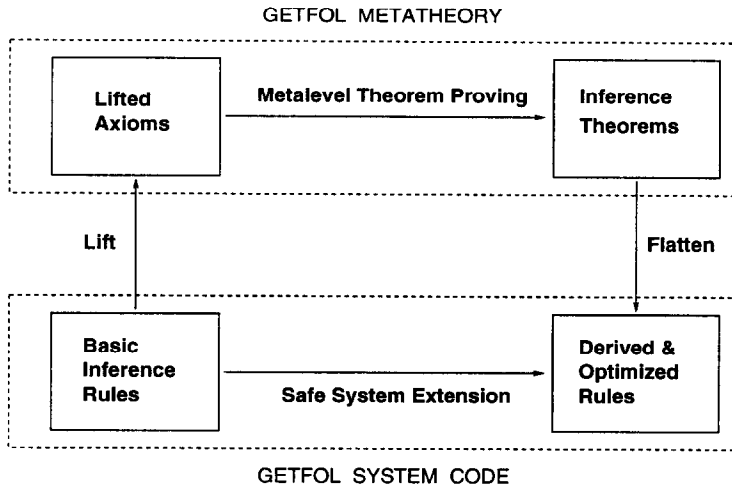 GETFOL METATHEORY
Lifted
Axioms
Metalevel Theorem Proving
Inference
Theorems
Lift
Flatten
Basic
Inference
Rules
Safe System Extension
Derived &
Optimized
Rules
GETFOL SYSTEM CODE